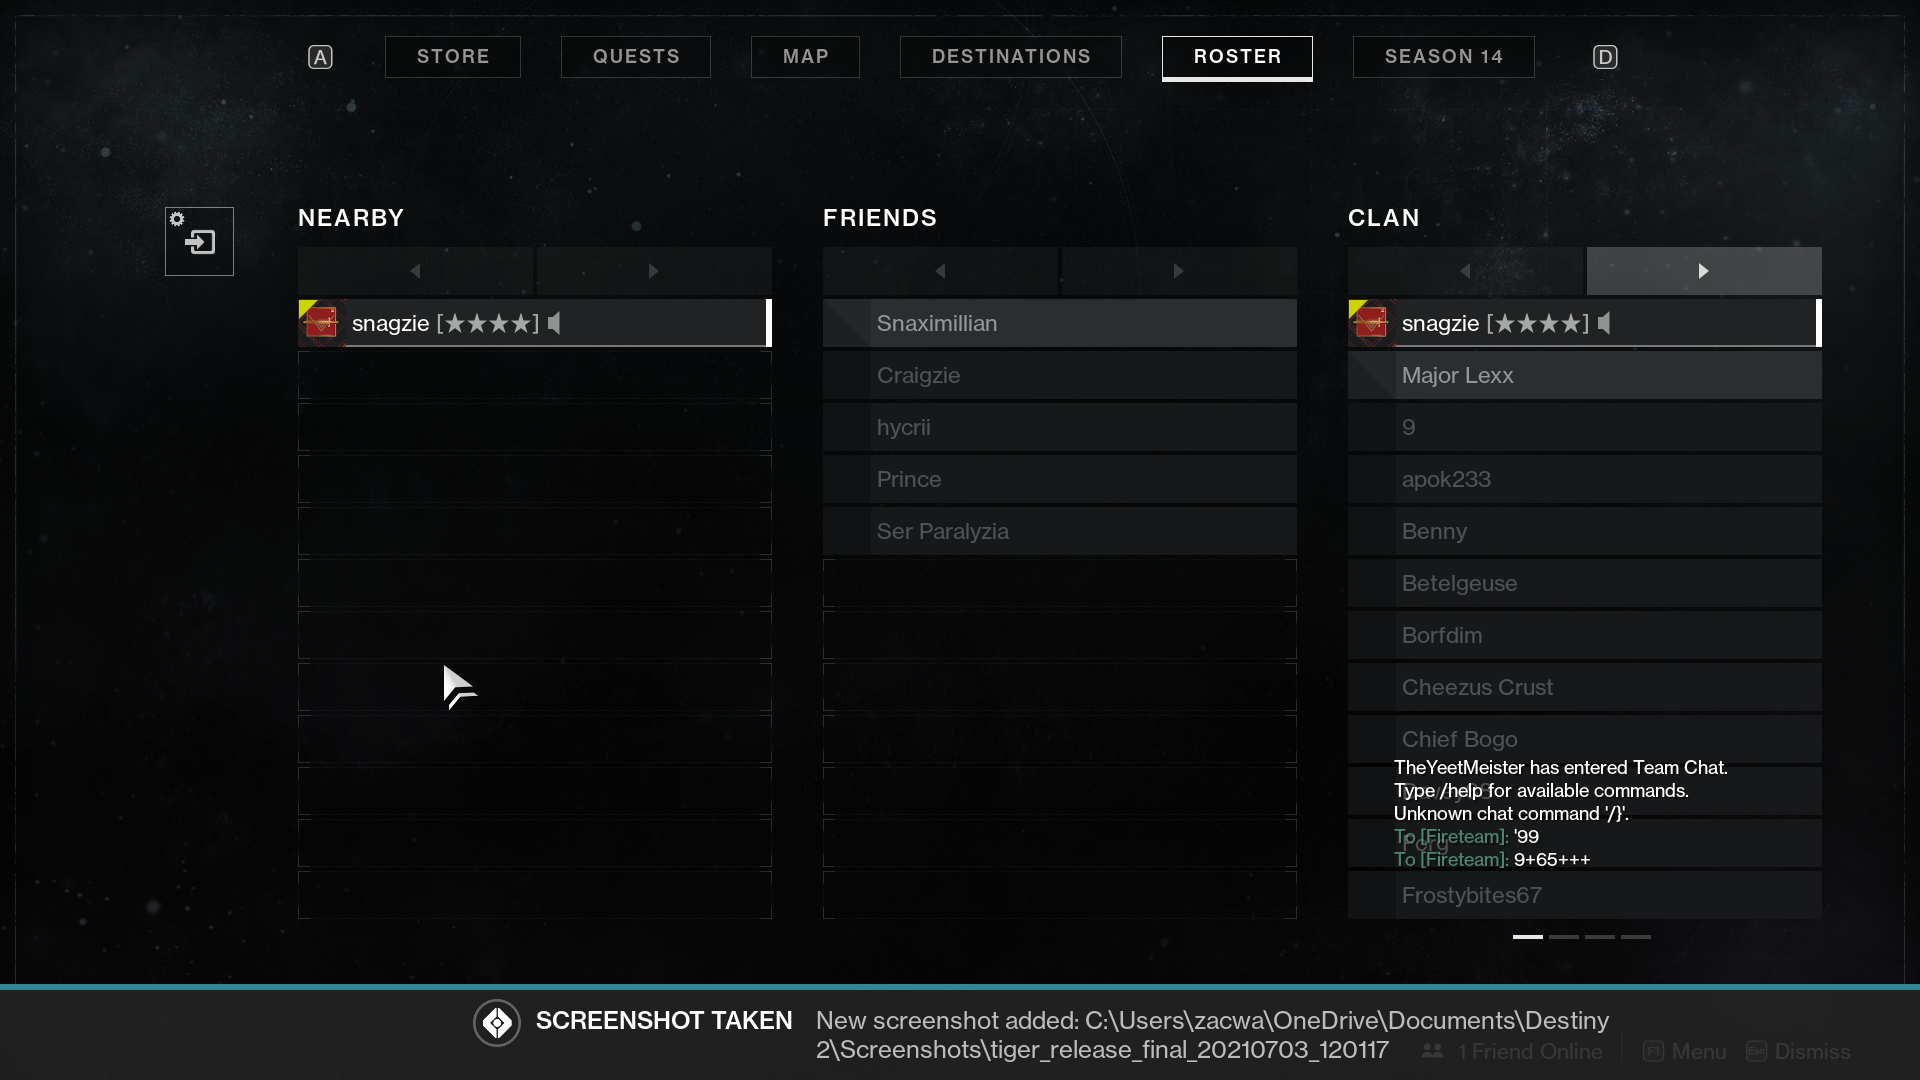 A
STORE
QUESTS
MAP
DESTINATIONS
ROSTER
SEASON 14
D
NEARBY
snagzie [★★★★]
FRIENDS
Snaximillian
Craigzie
hycrii
Prince
Ser Paralyzia
CLAN
snagzie [★★★★]
Major Lexx
9
apok233
Benny
Betelgeuse
Borfdim
Cheezus Crust
Chief Bogo
TheYeetMeister has entered Team Chat.
Type /help for available commands.
Unknown chat command '/}'.
To [Fireteam]: '99
To [Fireteam]: 9+65+++
Frostybites67
SCREENSHOT TAKEN
New screenshot added: C:\Users\zacwa\OneDrive\Documents\Destiny
2\Screenshots\tiger_release_final_20210703_120117
1 Friend Online
F1 Menu
Esc Dismiss